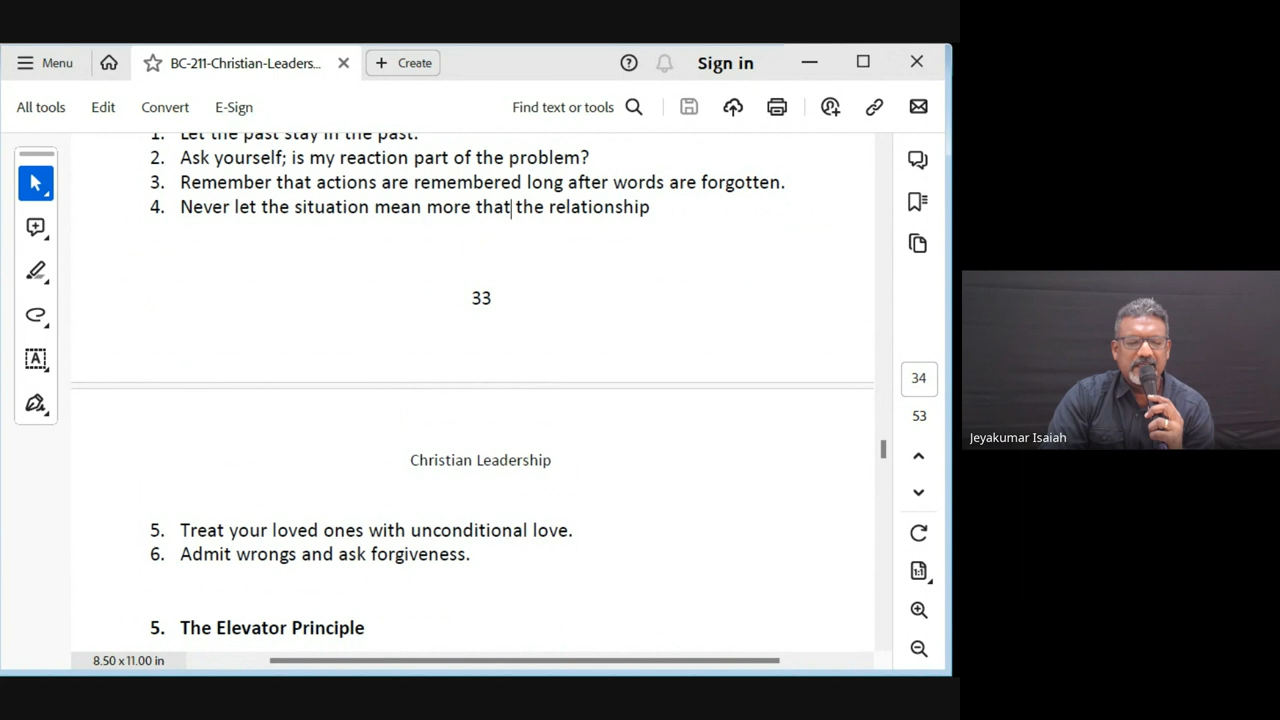 Menu
BC-211-Christian-Leaders...
Create
Sign in
All tools
Edit
Convert
E-Sign
Find text or tools
1. Let the past stay in the past.
2. Ask yourself; is my reaction part of the problem?
3. Remember that actions are remembered long after words are forgotten.
4. Never let the situation mean more that the relationship
33
34
53
Christian Leadership
5. Treat your loved ones with unconditional love.
6. Admit wrongs and ask forgiveness.
5. The Elevator Principle
8.50 x 11.00 in
Jeyakumar Isaiah